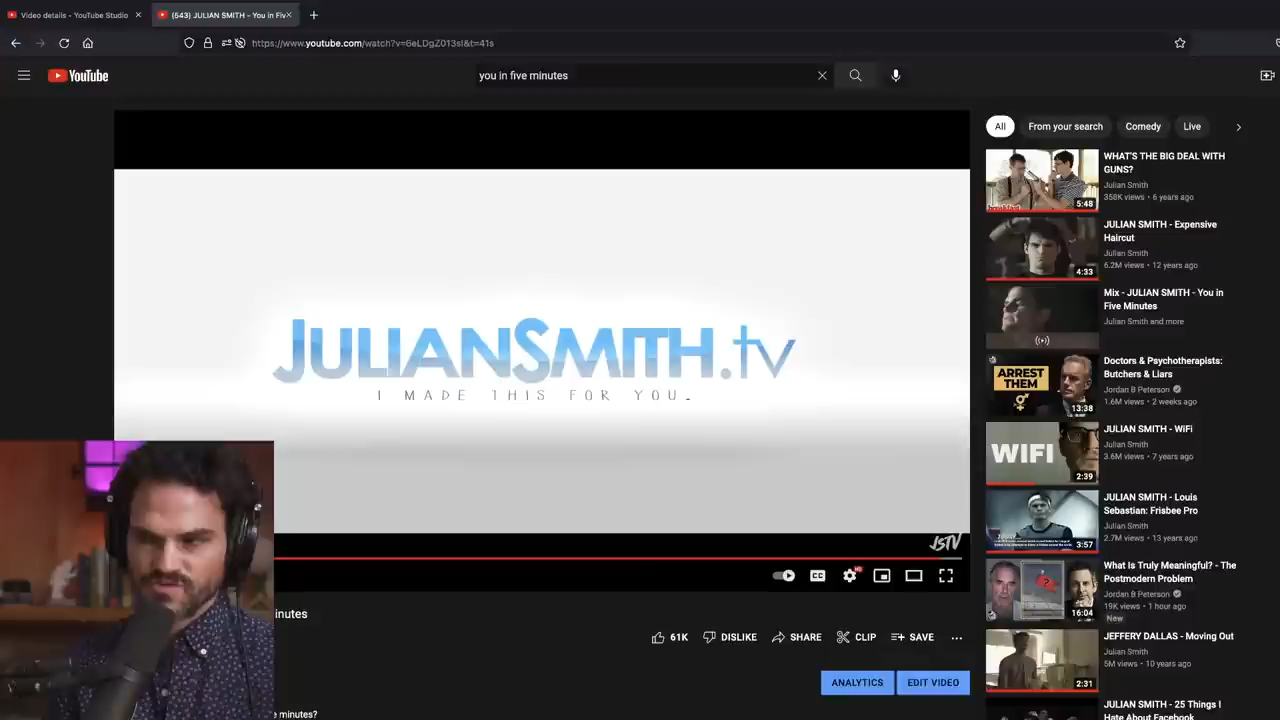 Video details - YouTube Studio
(643) JULIAN SMITH - You in Fiv
https://www.youtube.com/watch?v=6eLDgZ013sI&t=41s
YouTube
you in five minutes
JULIANSMITH.tv
I MADE THIS FOR YOU.
JSTV
CC
HD
inutes
61K
DISLIKE
SHARE
CLIP
SAVE
ANALYTICS
EDIT VIDEO
e minutes?
All
From your search
Comedy
Live
WHAT'S THE BIG DEAL WITH
GUNS?
Julian Smith
358K views • 6 years ago
5:48
JULIAN SMITH - Expensive
Haircut
Julian Smith
6.2M views • 12 years ago
4:33
Mix - JULIAN SMITH - You in
Five Minutes
Julian Smith and more
ARREST
THEM
13:38
Doctors & Psychotherapists:
Butchers & Liars
Jordan B Peterson
1.6M views • 2 weeks ago
WIFI
2:39
JULIAN SMITH - WiFi
Julian Smith
3.6M views • 7 years ago
3:57
JULIAN SMITH - Louis
Sebastian: Frisbee Pro
Julian Smith
2.7M views • 13 years ago
16:04
What Is Truly Meaningful? - The
Postmodern Problem
Jordan B Peterson
19K views • 1 hour ago
New
2:31
JEFFERY DALLAS - Moving Out
Julian Smith
5M views • 10 years ago
JULIAN SMITH - 25 Things I
Hate About Facebook